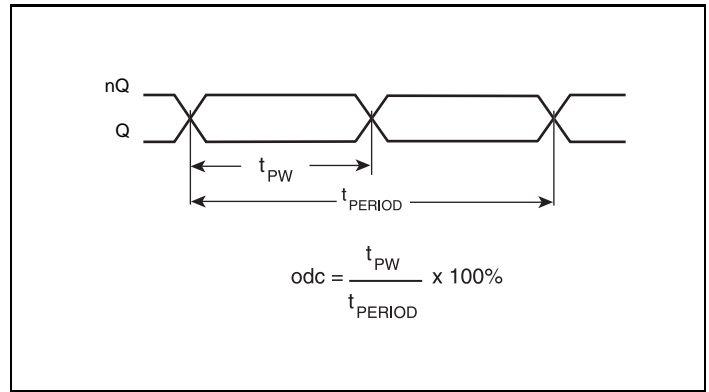 nQ
Q
tPW
tPERIOD
odc = tPW / tPERIOD x 100%